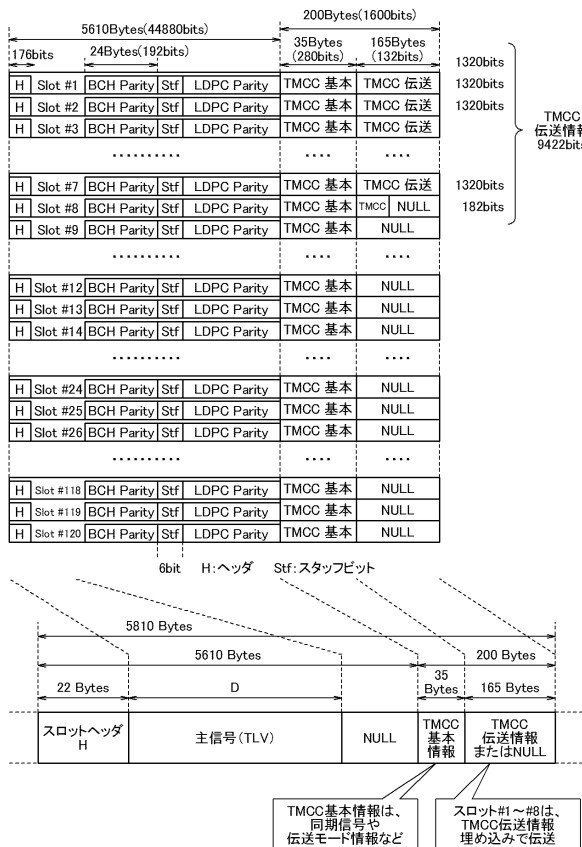 5610Bytes(44880bits)
200Bytes(1600bits)
176bits
24Bytes(192bits)
35Bytes
(280bits)
165Bytes
(132bits)
1320bits
H Slot #1 BCH Parity Stf LDPC Parity TMCC 基本 TMCC 伝送 1320bits
H Slot #2 BCH Parity Stf LDPC Parity TMCC 基本 TMCC 伝送 1320bits
H Slot #3 BCH Parity Stf LDPC Parity TMCC 基本 TMCC 伝送
TMCC
伝送情報
9422bits
・・・・・・・・・・ ・・・・ ・・・・
H Slot #7 BCH Parity Stf LDPC Parity TMCC 基本 TMCC 伝送 1320bits
H Slot #8 BCH Parity Stf LDPC Parity TMCC 基本 TMCC NULL 182bits
H Slot #9 BCH Parity Stf LDPC Parity TMCC 基本 NULL
・・・・・・・・・・ ・・・・ ・・・・
H Slot #12 BCH Parity Stf LDPC Parity TMCC 基本 NULL
H Slot #13 BCH Parity Stf LDPC Parity TMCC 基本 NULL
H Slot #14 BCH Parity Stf LDPC Parity TMCC 基本 NULL
・・・・・・・・・・ ・・・・ ・・・・
H Slot #24 BCH Parity Stf LDPC Parity TMCC 基本 NULL
H Slot #25 BCH Parity Stf LDPC Parity TMCC 基本 NULL
H Slot #26 BCH Parity Stf LDPC Parity TMCC 基本 NULL
・・・・・・・・・・ ・・・・ ・・・・
H Slot #118 BCH Parity Stf LDPC Parity TMCC 基本 NULL
H Slot #119 BCH Parity Stf LDPC Parity TMCC 基本 NULL
H Slot #120 BCH Parity Stf LDPC Parity TMCC 基本 NULL
6bit H:ヘッダ Stf:スタッフビット
5810 Bytes
5610 Bytes
200 Bytes
22 Bytes
D
35
Bytes
165 Bytes
スロットヘッダ
H
主信号(TLV)
NULL
TMCC
基本
情報
TMCC
伝送情報
またはNULL
TMCC基本情報は、
同期信号や
伝送モード情報など
スロット#1~#8は、
TMCC伝送情報
埋め込みで伝送